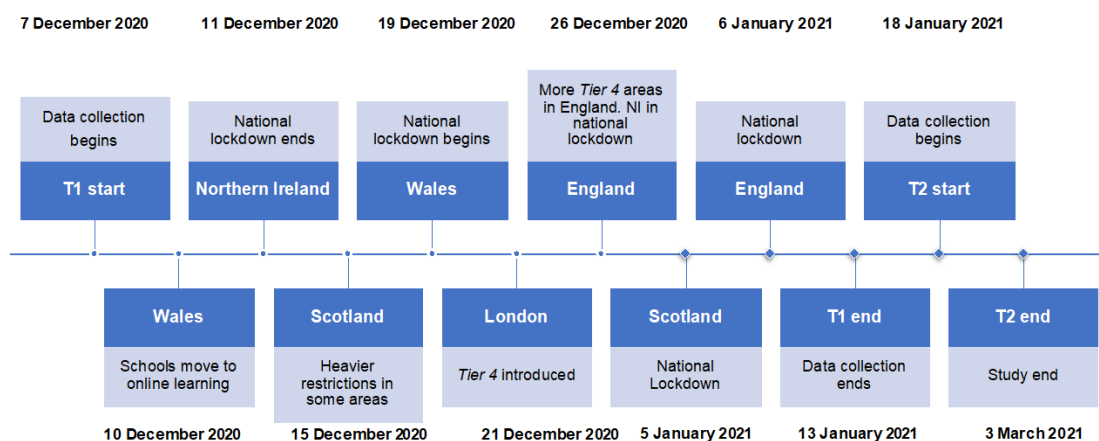 7 December 2020
11 December 2020
19 December 2020
26 December 2020
6 January 2021
18 January 2021
Data collection
begins
T1 start
National
lockdown ends
Northern Ireland
National
lockdown begins
Wales
More Tier 4 areas
in England. NI in
national
lockdown
England
National
lockdown
England
Data collection
begins
T2 start
Wales
Schools move to
online learning
10 December 2020
Scotland
Heavier
restrictions in
some areas
15 December 2020
London
Tier 4 introduced
21 December 2020
Scotland
National
Lockdown
5 January 2021
T1 end
Data collection
ends
13 January 2021
T2 end
Study end
3 March 2021